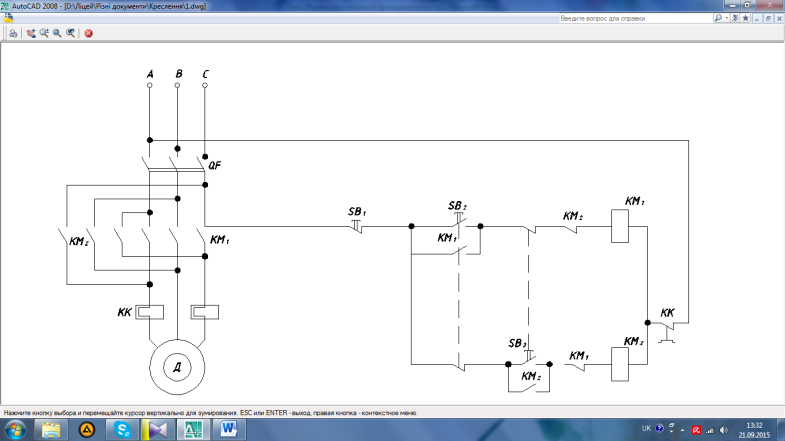 AutoCAD 2008 - [D:\Ліцей\Різні документи\Креслення\1.dwg]
Введите вопрос для справки
A B C
QF
SB₁
SB₂
KM₂
KM₁
KM₂
KM₁
KM₁
KK
KK
KM₂
SB₃
KM₁
KM₂
Д
Нажмите кнопку выбора и перемещайте курсор вертикально для зумирования. ESC или ENTER - выход, правая кнопка - контекстное меню.
UK
13:32
21.09.2015